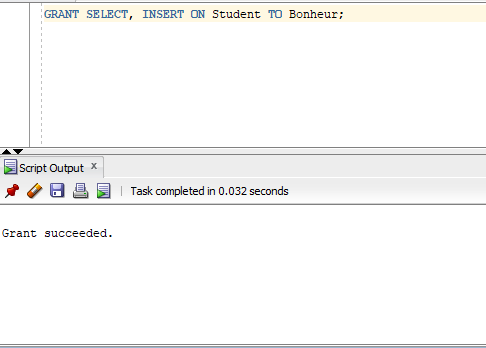 GRANT SELECT, INSERT ON Student TO Bonheur;
Script Output x
Task completed in 0.032 seconds
Grant succeeded.